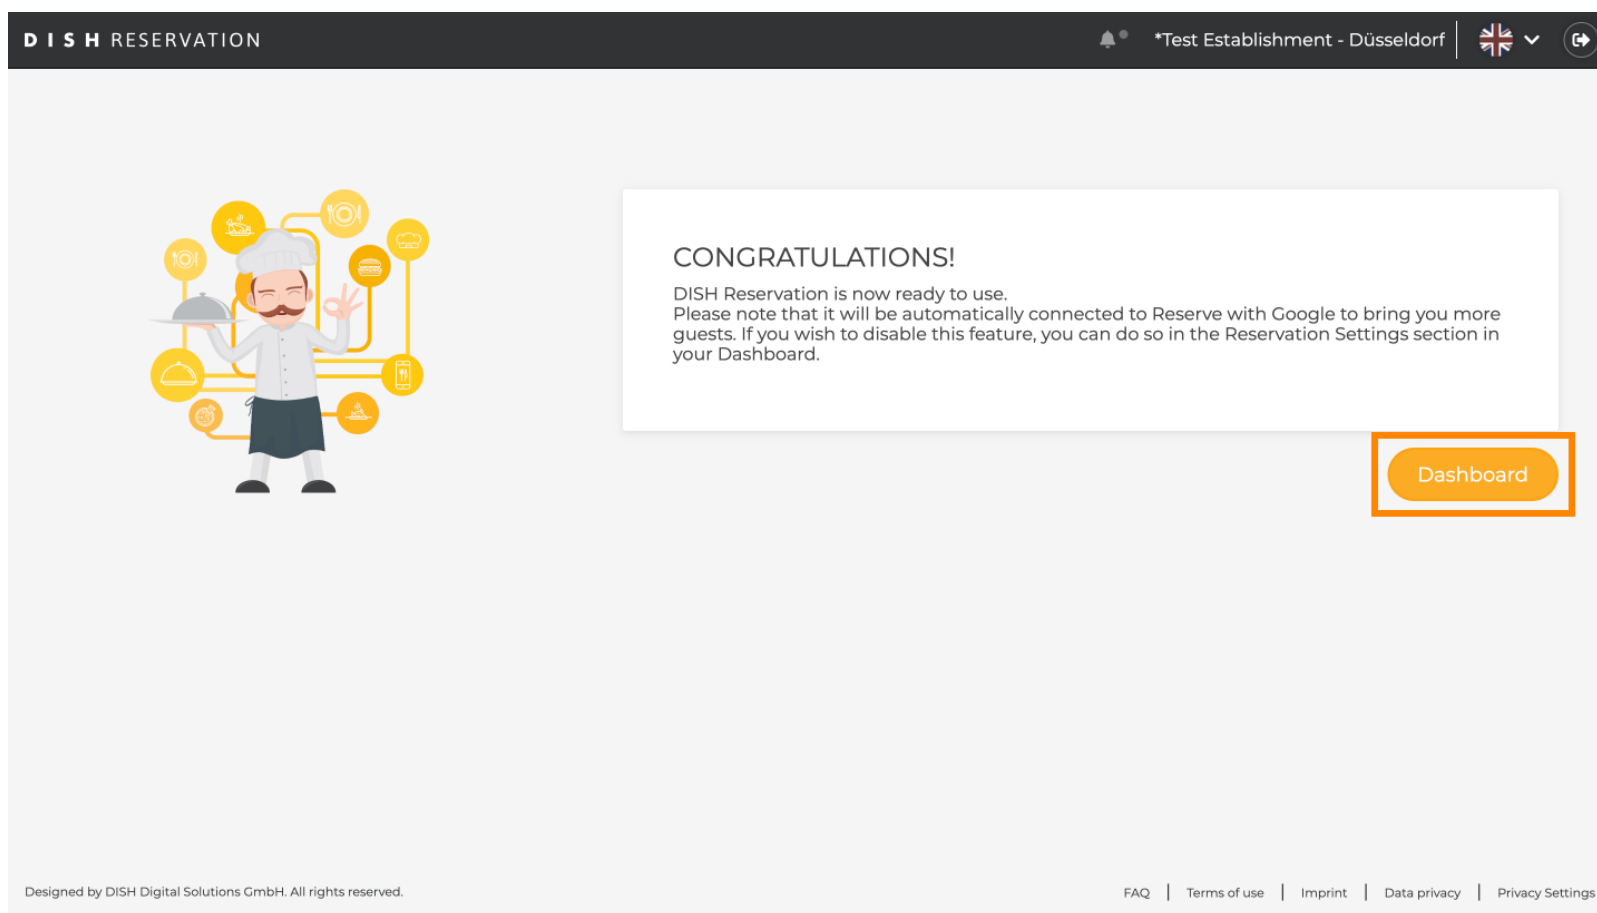 DISH RESERVATION
*Test Establishment - Düsseldorf
CONGRATULATIONS!
DISH Reservation is now ready to use.
Please note that it will be automatically connected to Reserve with Google to bring you more
guests. If you wish to disable this feature, you can do so in the Reservation Settings section in
your Dashboard.
Dashboard
Designed by DISH Digital Solutions GmbH. All rights reserved.
FAQ | Terms of use | Imprint | Data privacy | Privacy Settings